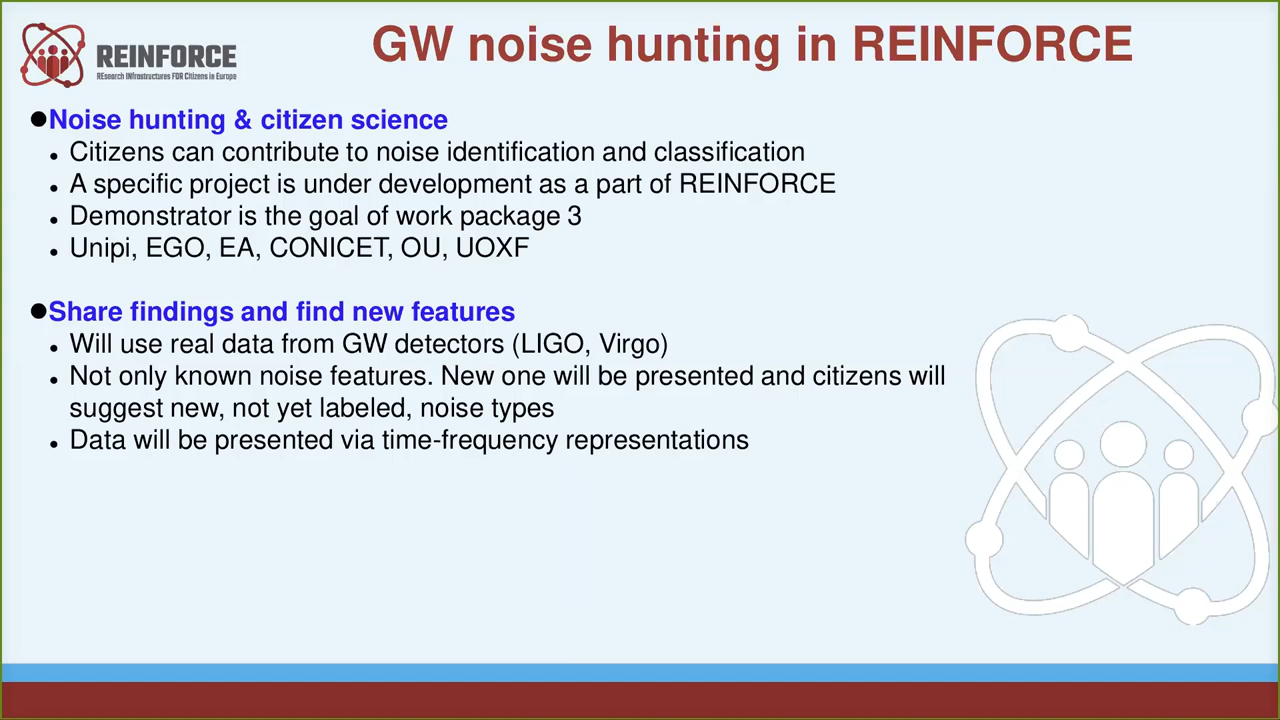 GW noise hunting in REINFORCE
REINFORCE
REsearch INfrastructures FOR Citizens in Europe
●Noise hunting & citizen science
• Citizens can contribute to noise identification and classification
• A specific project is under development as a part of REINFORCE
• Demonstrator is the goal of work package 3
• Unipi, EGO, EA, CONICET, OU, UOXF
●Share findings and find new features
• Will use real data from GW detectors (LIGO, Virgo)
• Not only known noise features. New one will be presented and citizens will
suggest new, not yet labeled, noise types
• Data will be presented via time-frequency representations